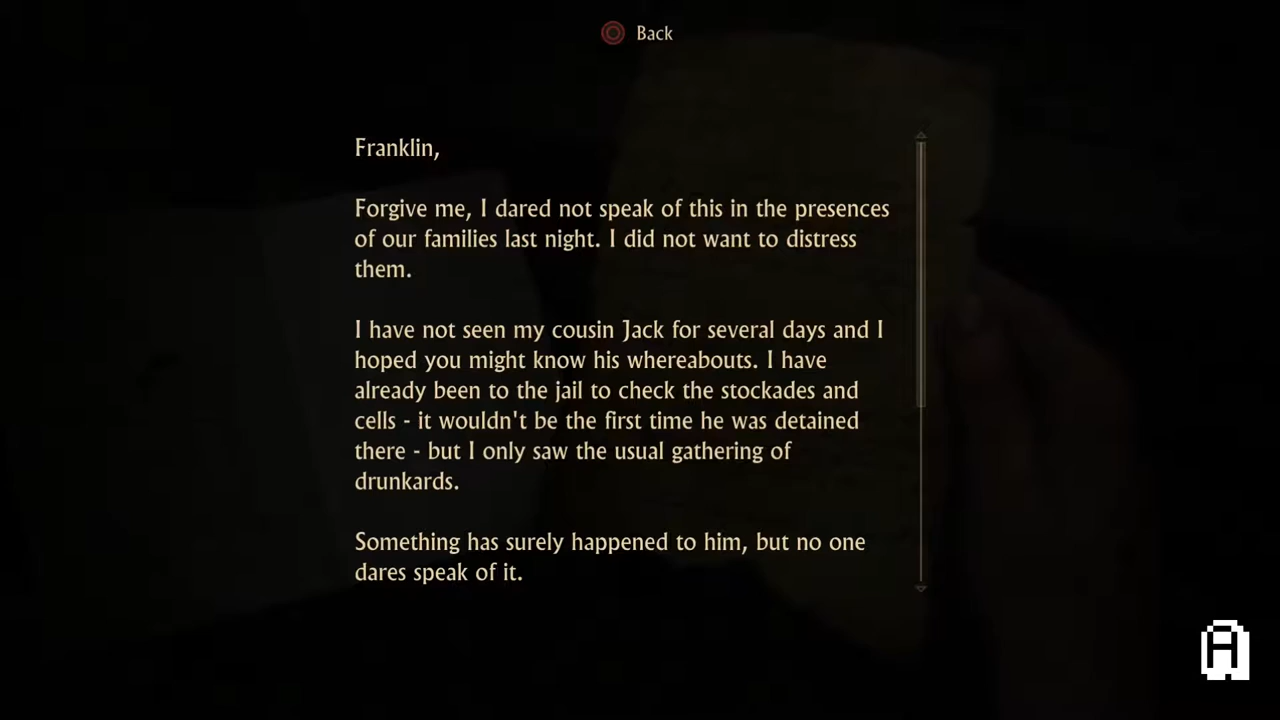 Back
Franklin,
Forgive me, I dared not speak of this in the presences
of our families last night. I did not want to distress
them.
I have not seen my cousin Jack for several days and I
hoped you might know his whereabouts. I have
already been to the jail to check the stockades and
cells - it wouldn't be the first time he was detained
there - but I only saw the usual gathering of
drunkards.
Something has surely happened to him, but no one
dares speak of it.
A